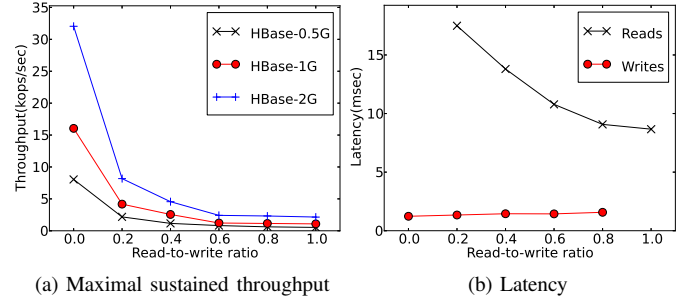 35
30
25
20
15
10
5
0
Throughput(kops/sec)
HBase-0.5G
HBase-1G
HBase-2G
0.0 0.2 0.4 0.6 0.8 1.0
Read-to-write ratio
(a) Maximal sustained throughput
15
10
5
0
Latency(msec)
Reads
Writes
0.0 0.2 0.4 0.6 0.8 1.0
Read-to-write ratio
(b) Latency